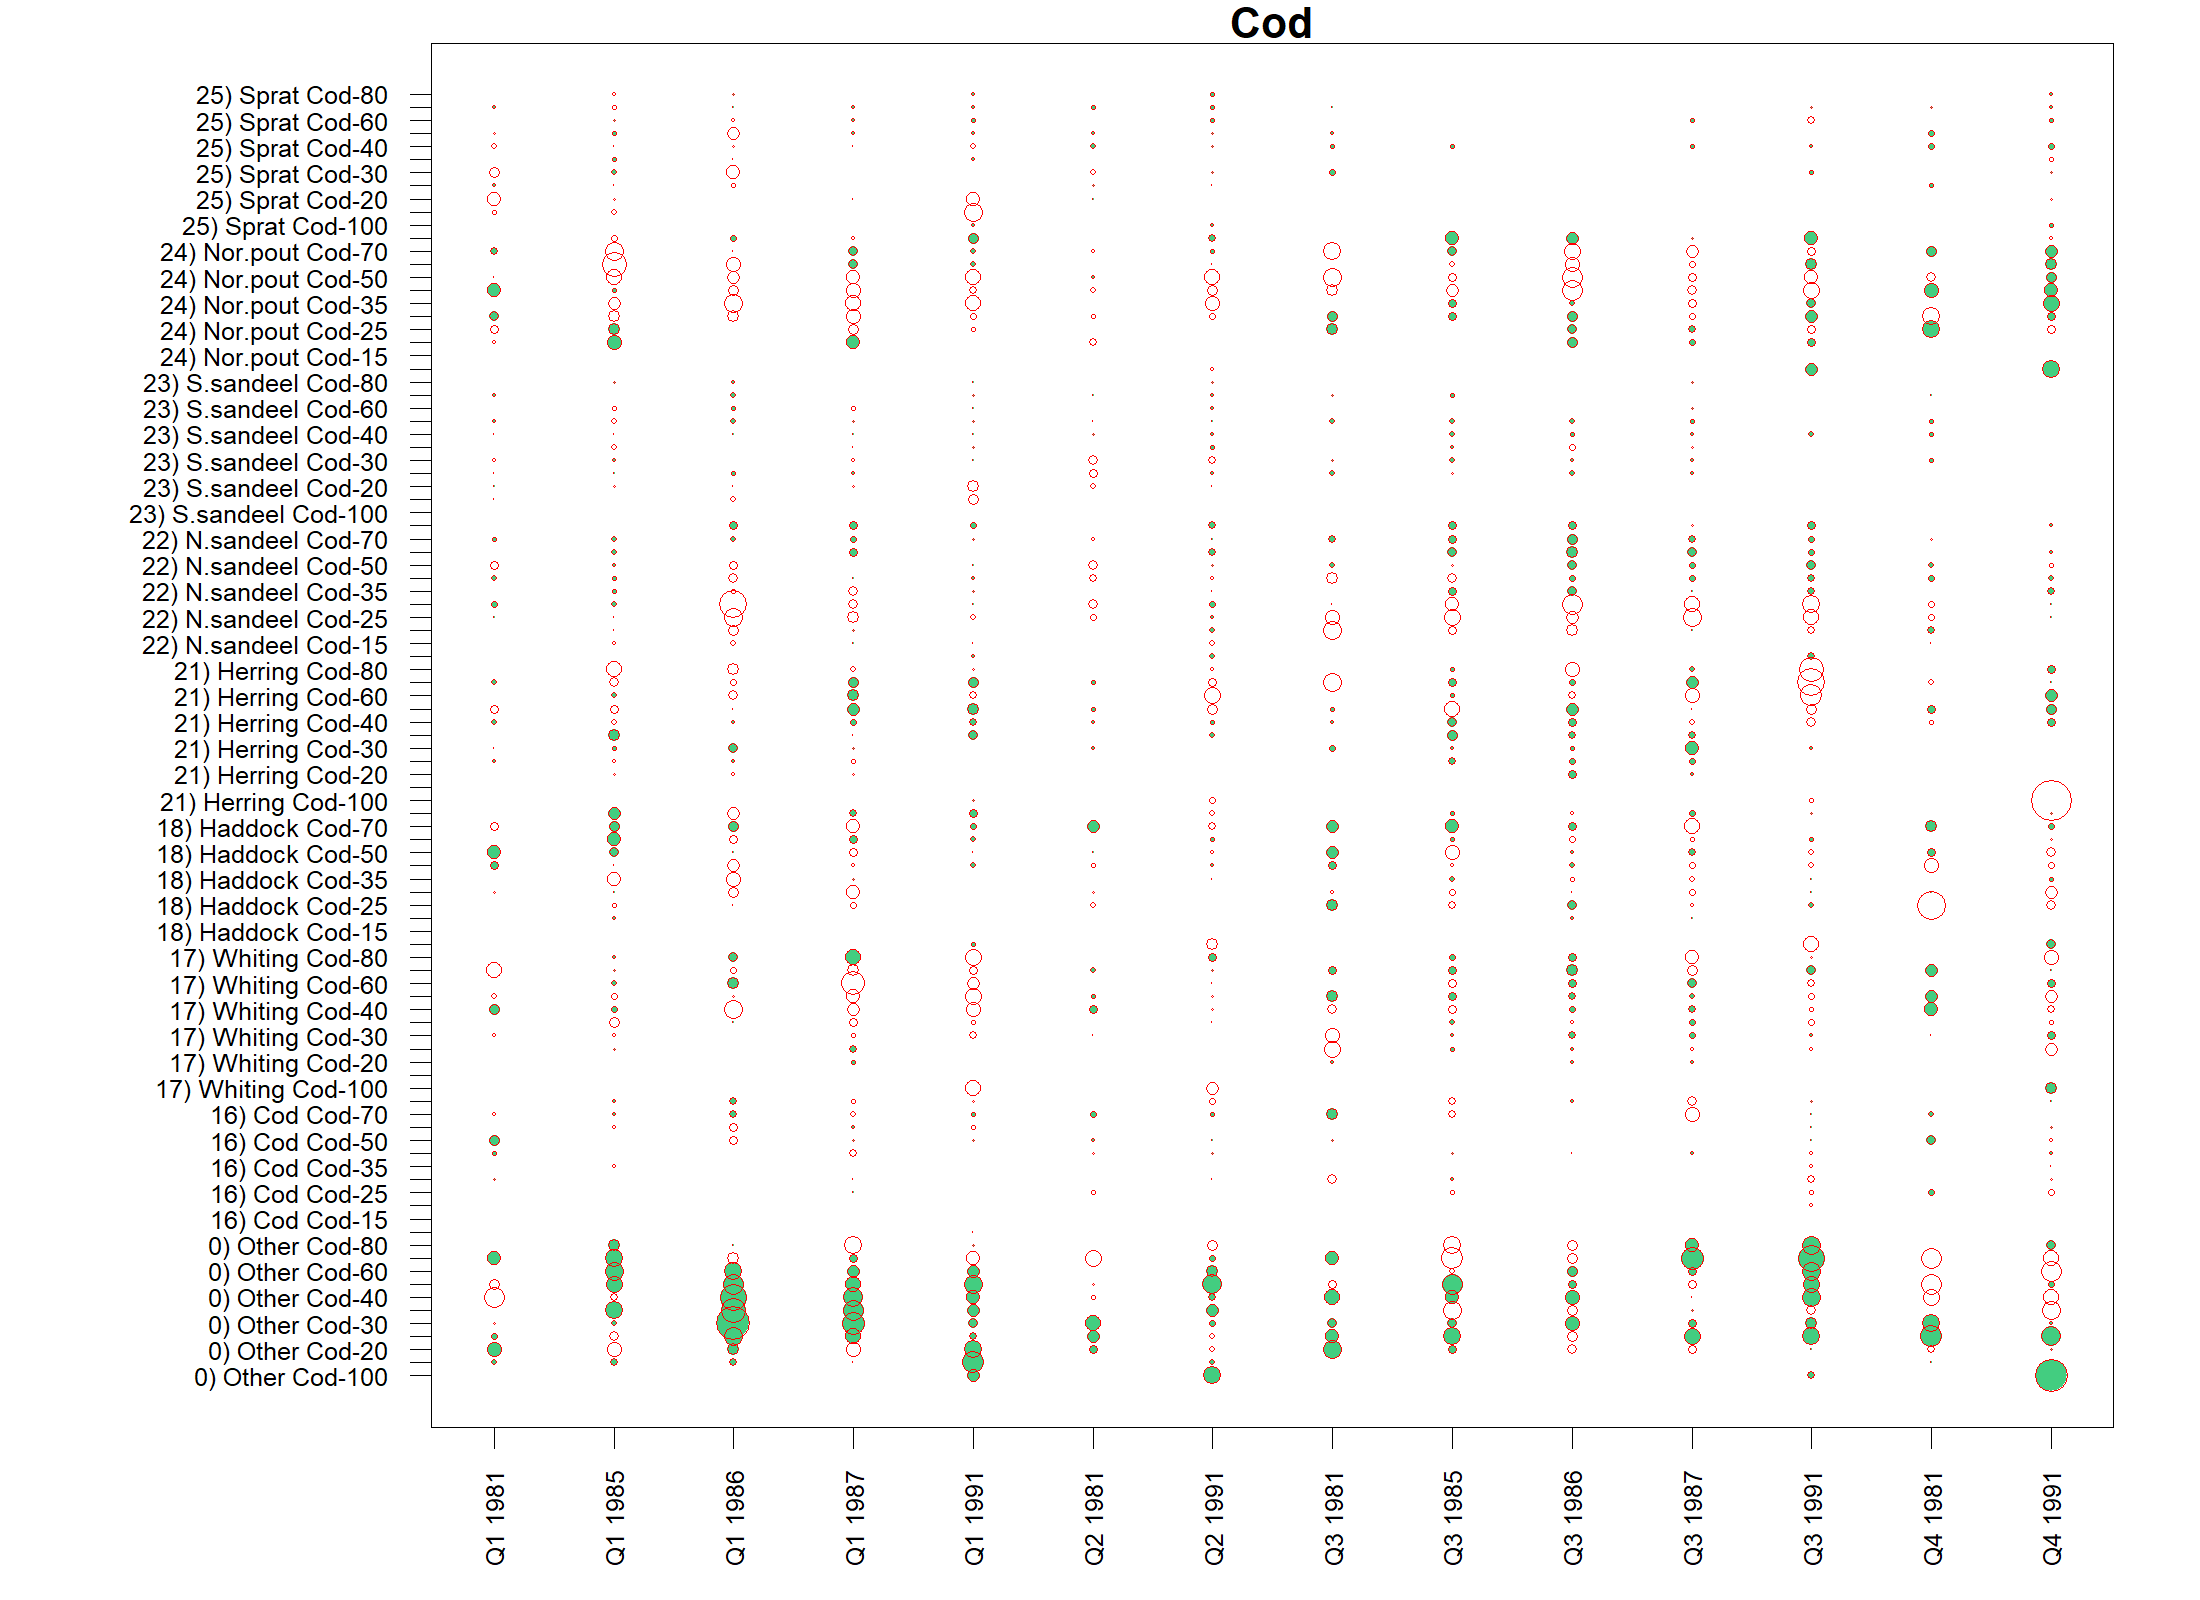 Cod
25) Sprat Cod-80
25) Sprat Cod-60
25) Sprat Cod-40
25) Sprat Cod-30
25) Sprat Cod-20
25) Sprat Cod-100
24) Nor.pout Cod-70
24) Nor.pout Cod-50
24) Nor.pout Cod-35
24) Nor.pout Cod-25
24) Nor.pout Cod-15
23) S.sandeel Cod-80
23) S.sandeel Cod-60
23) S.sandeel Cod-40
23) S.sandeel Cod-30
23) S.sandeel Cod-20
23) S.sandeel Cod-100
22) N.sandeel Cod-70
22) N.sandeel Cod-50
22) N.sandeel Cod-35
22) N.sandeel Cod-25
22) N.sandeel Cod-15
21) Herring Cod-80
21) Herring Cod-60
21) Herring Cod-40
21) Herring Cod-30
21) Herring Cod-20
21) Herring Cod-100
18) Haddock Cod-70
18) Haddock Cod-50
18) Haddock Cod-35
18) Haddock Cod-25
18) Haddock Cod-15
17) Whiting Cod-80
17) Whiting Cod-60
17) Whiting Cod-40
17) Whiting Cod-30
17) Whiting Cod-20
17) Whiting Cod-100
16) Cod Cod-70
16) Cod Cod-50
16) Cod Cod-35
16) Cod Cod-25
16) Cod Cod-15
0) Other Cod-80
0) Other Cod-60
0) Other Cod-40
0) Other Cod-30
0) Other Cod-20
0) Other Cod-100
Q1 1981
Q1 1985
Q1 1986
Q1 1987
Q1 1991
Q2 1981
Q2 1991
Q3 1981
Q3 1985
Q3 1986
Q3 1987
Q3 1991
Q4 1981
Q4 1991